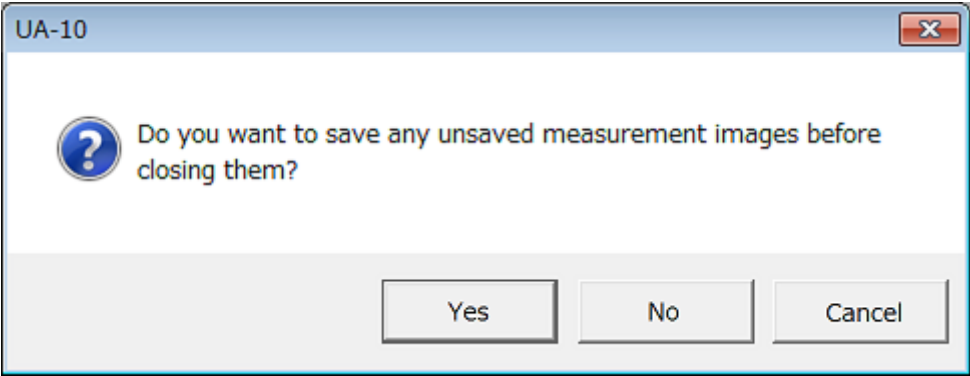 UA-10
Do you want to save any unsaved measurement images before
closing them?
Yes
No
Cancel